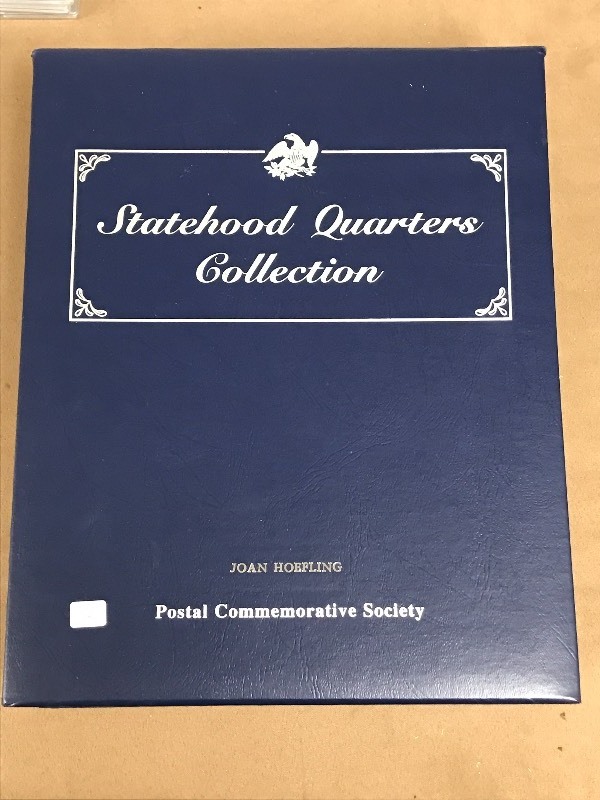 Statehood Quarters
Collection
JOAN HOEFLING
Postal Commemorative Society